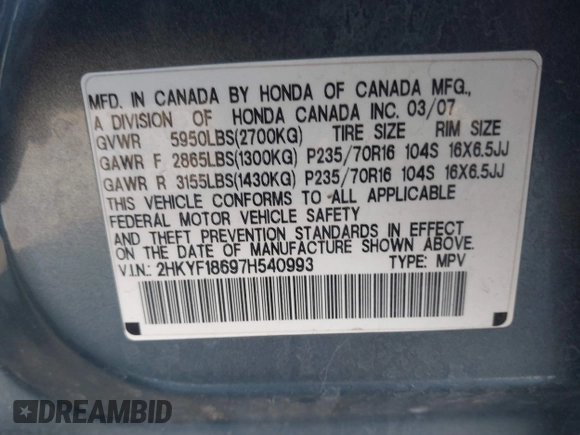 MFD. IN CANADA BY HONDA OF CANADA MFG.,
A DIVISION OF HONDA CANADA INC. 03/07
GVWR 5950LBS(2700KG) TIRE SIZE RIM SIZE
GAWR F 2865LBS(1300KG) P235/70R16 104S 16X6.5JJ
GAWR R 3155LBS(1430KG) P235/70R16 104S 16X6.5JJ
THIS VEHICLE CONFORMS TO ALL APPLICABLE
FEDERAL MOTOR VEHICLE SAFETY
AND THEFT PREVENTION STANDARDS IN EFFECT
ON THE DATE OF MANUFACTURE SHOWN ABOVE.
V.I.N.: 2HKYF18697H540993 TYPE: MPV
DREAMBID